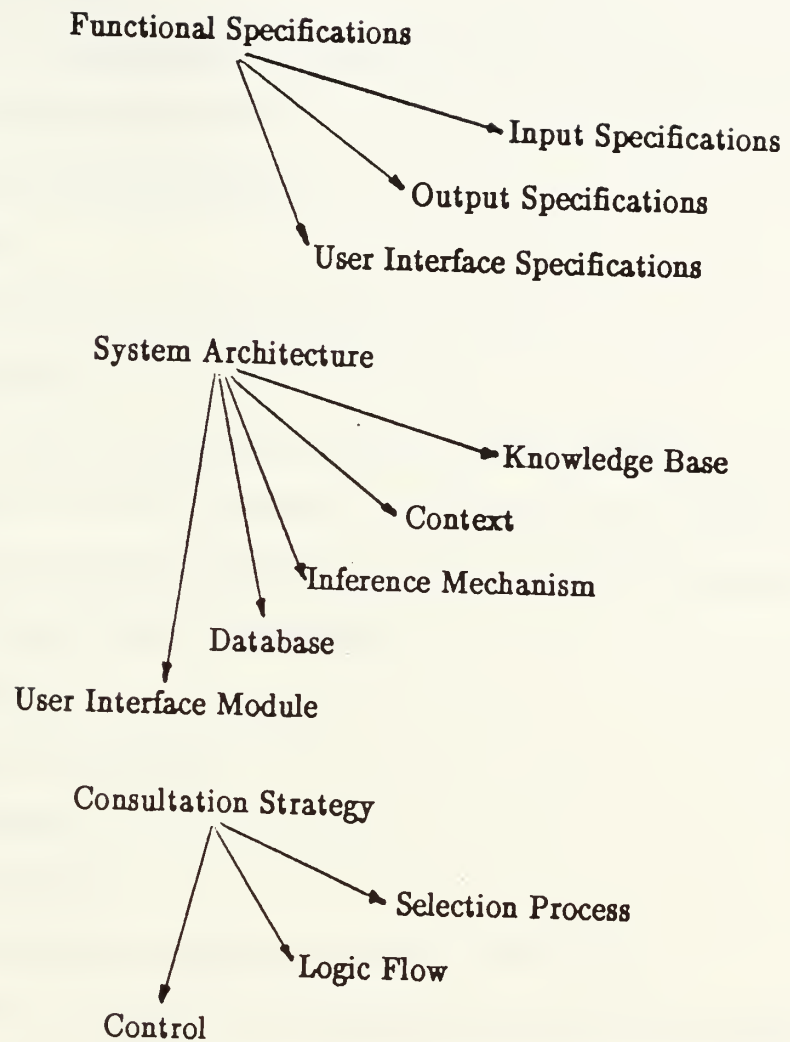 Functional Specifications
Input Specifications
Output Specifications
User Interface Specifications
System Architecture
Knowledge Base
Context
Inference Mechanism
Database
User Interface Module
Consultation Strategy
Selection Process
Logic Flow
Control